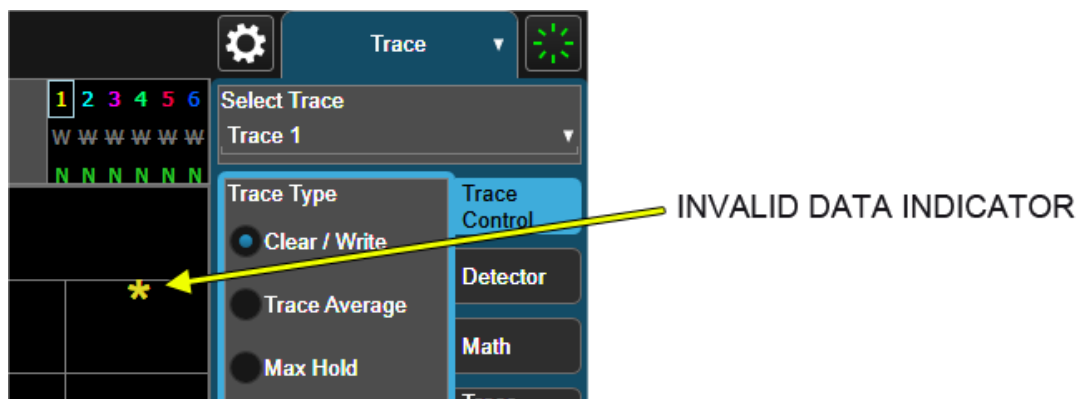 Trace
1 2 3 4 5 6
Select Trace
W W W W W W
Trace 1
N N N N N N
Trace Type
Trace
Control
INVALID DATA INDICATOR
Clear / Write
*
Detector
Trace Average
Math
Max Hold
Trace